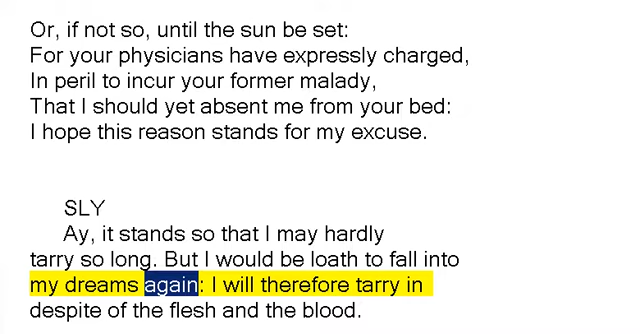 Or, if not so, until the sun be set:
For your physicians have expressly charged,
In peril to incur your former malady,
That I should yet absent me from your bed:
I hope this reason stands for my excuse.
SLY
Ay, it stands so that I may hardly
tarry so long. But I would be loath to fall into
my dreams again: I will therefore tarry in
despite of the flesh and the blood.